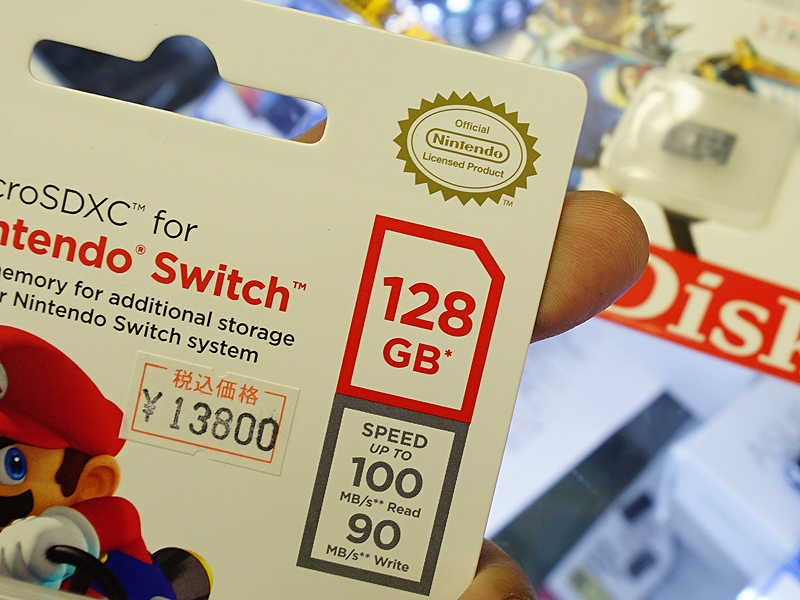 Official
Nintendo
Licensed Product
TM
croSDXC™ for
ntendo® Switch™
memory for additional storage
r Nintendo Switch system
128
GB*
税込価格
¥13800
SPEED
UP TO
100
MB/s** Read
90
MB/s** Write
Disk